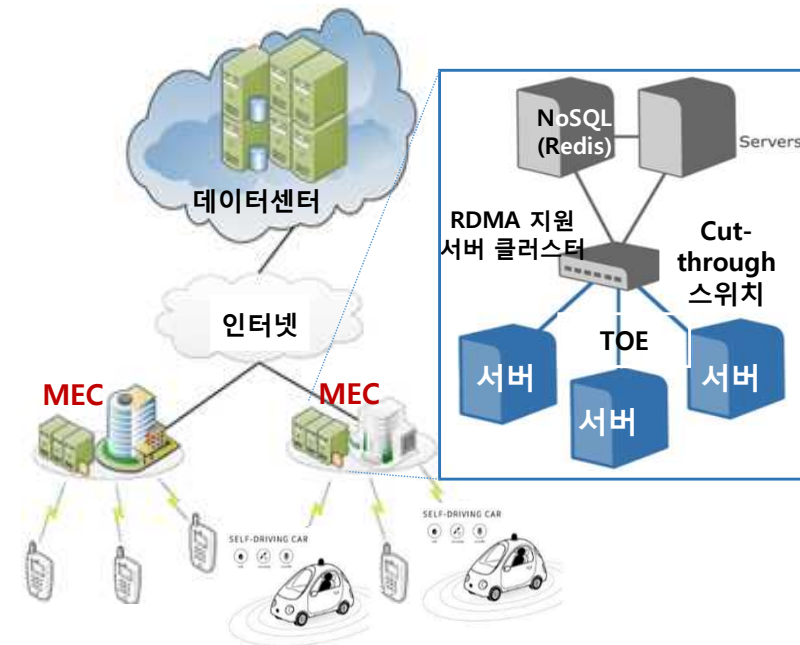 데이터센터
인터넷
MEC
MEC
NoSQL
(Redis)
Servers
RDMA 지원
서버 클러스터
Cut-
through
스위치
TOE
서버
서버
서버
SELF-DRIVING CAR
SELF-DRIVING CAR